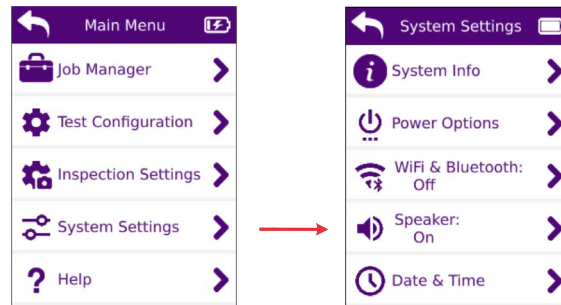 Main Menu
Job Manager
Test Configuration
Inspection Settings
System Settings
Help
System Settings
System Info
Power Options
WiFi & Bluetooth:
Off
Speaker:
On
Date & Time